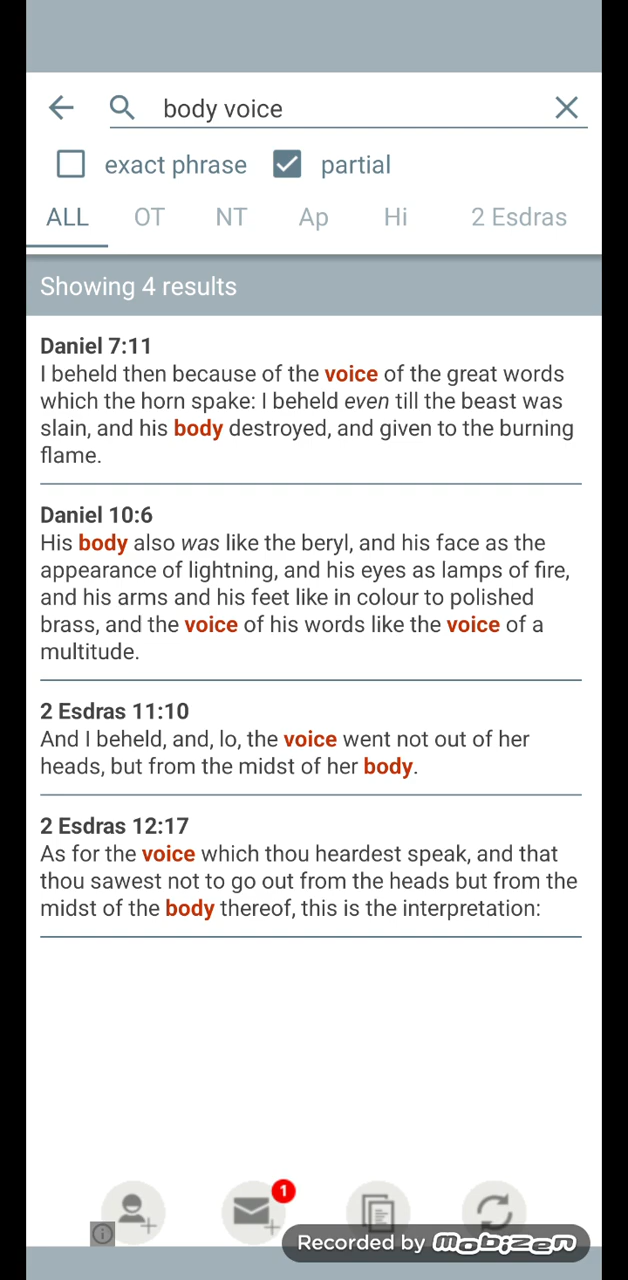 body voice
exact phrase partial
ALL OT NT Ap Hi 2 Esdras
Showing 4 results
Daniel 7:11
I beheld then because of the voice of the great words
which the horn spake: I beheld even till the beast was
slain, and his body destroyed, and given to the burning
flame.
Daniel 10:6
His body also was like the beryl, and his face as the
appearance of lightning, and his eyes as lamps of fire,
and his arms and his feet like in colour to polished
brass, and the voice of his words like the voice of a
multitude.
2 Esdras 11:10
And I beheld, and, lo, the voice went not out of her
heads, but from the midst of her body.
2 Esdras 12:17
As for the voice which thou heardest speak, and that
thou sawest not to go out from the heads but from the
midst of the body thereof, this is the interpretation:
1
Recorded by mobizen